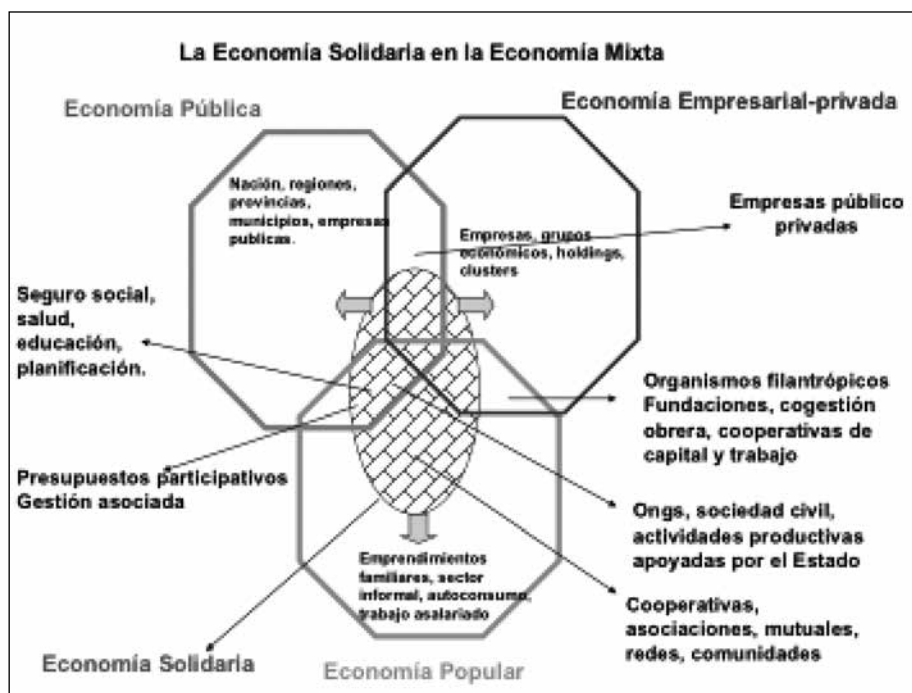 La Economía Solidaria en la Economía Mixta
Economía Pública
Economía Empresarial-privada
Nación, regiones,
provincias,
municipios, empresas
publicas.
Empresas, grupos
económicos, holdings,
clusters
Empresas público
privadas
Seguro social,
salud,
educación,
planificación.
Organismos filantrópicos
Fundaciones, cogestión
obrera, cooperativas de
capital y trabajo
Presupuestos participativos
Gestión asociada
Ongs, sociedad civil,
actividades productivas
apoyadas por el Estado
Emprendimientos
familiares, sector
informal, autoconsumo,
trabajo asalariado
Cooperativas,
asociaciones, mutuales,
redes, comunidades
Economía Solidaria
Economía Popular